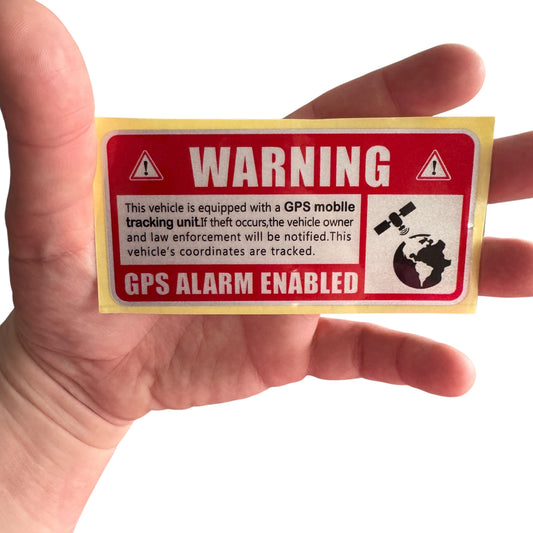 WARNING
This vehicle is equipped with a GPS moblle
tracking unit.If theft occurs,the vehicle owner
and law enforcement will be notified.This
vehicle's coordinates are tracked.
GPS ALARM ENABLED